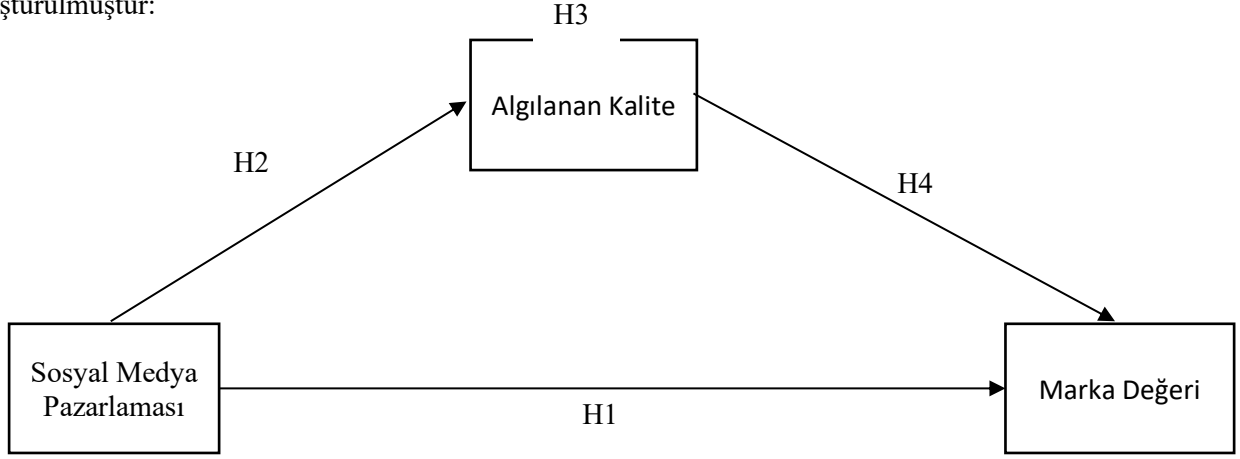 şturulmuştur:
H3
Algılanan Kalite
H2
H4
Sosyal Medya
Pazarlaması
Marka Değeri
H1